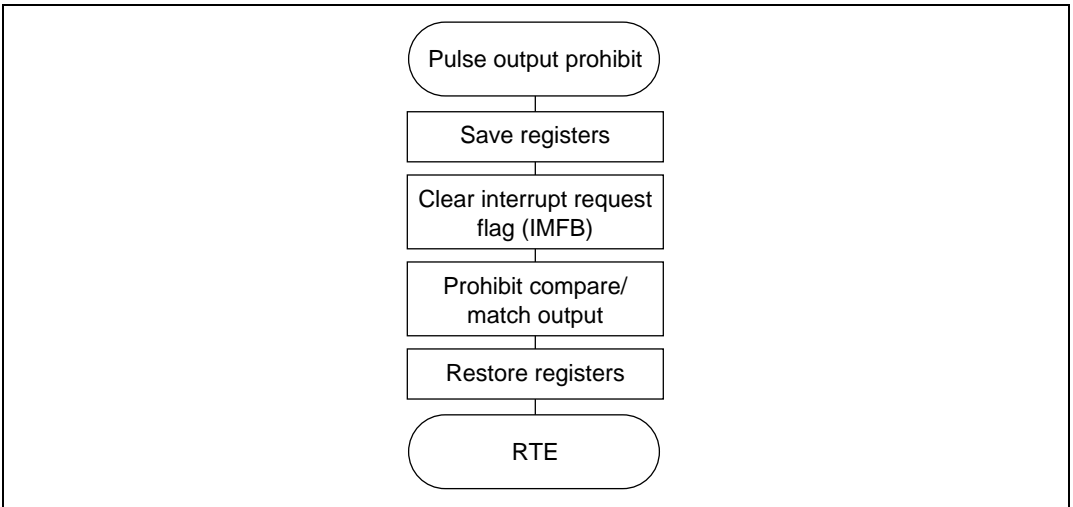 Pulse output prohibit
Save registers
Clear interrupt request
flag (IMFB)
Prohibit compare/
match output
Restore registers
RTE